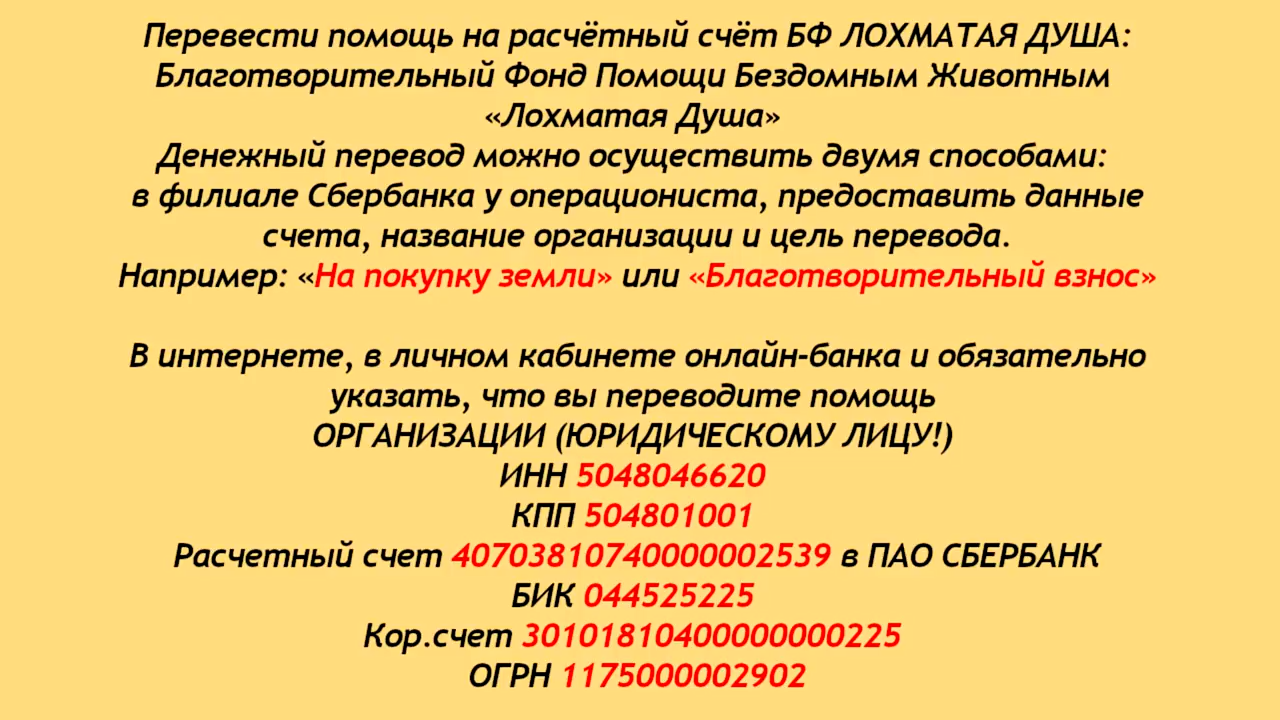 Перевести помощь на расчётный счёт БФ ЛОХМАТАЯ ДУША:
Благотворительный Фонд Помощи Бездомным Животным
«Лохматая Душа»
Денежный перевод можно осуществить двумя способами:
в филиале Сбербанка у операциониста, предоставить данные
счета, название организации и цель перевода.
Например: «На покупку земли» или «Благотворительный взнос»
В интернете, в личном кабинете онлайн-банка и обязательно
указать, что вы переводите помощь
ОРГАНИЗАЦИИ (ЮРИДИЧЕСКОМУ ЛИЦУ!)
ИНН 5048046620
КПП 504801001
Расчетный счет 40703810740000002539 в ПАО СБЕРБАНК
БИК 044525225
Кор.счет 30101810400000000225
ОГРН 1175000002902